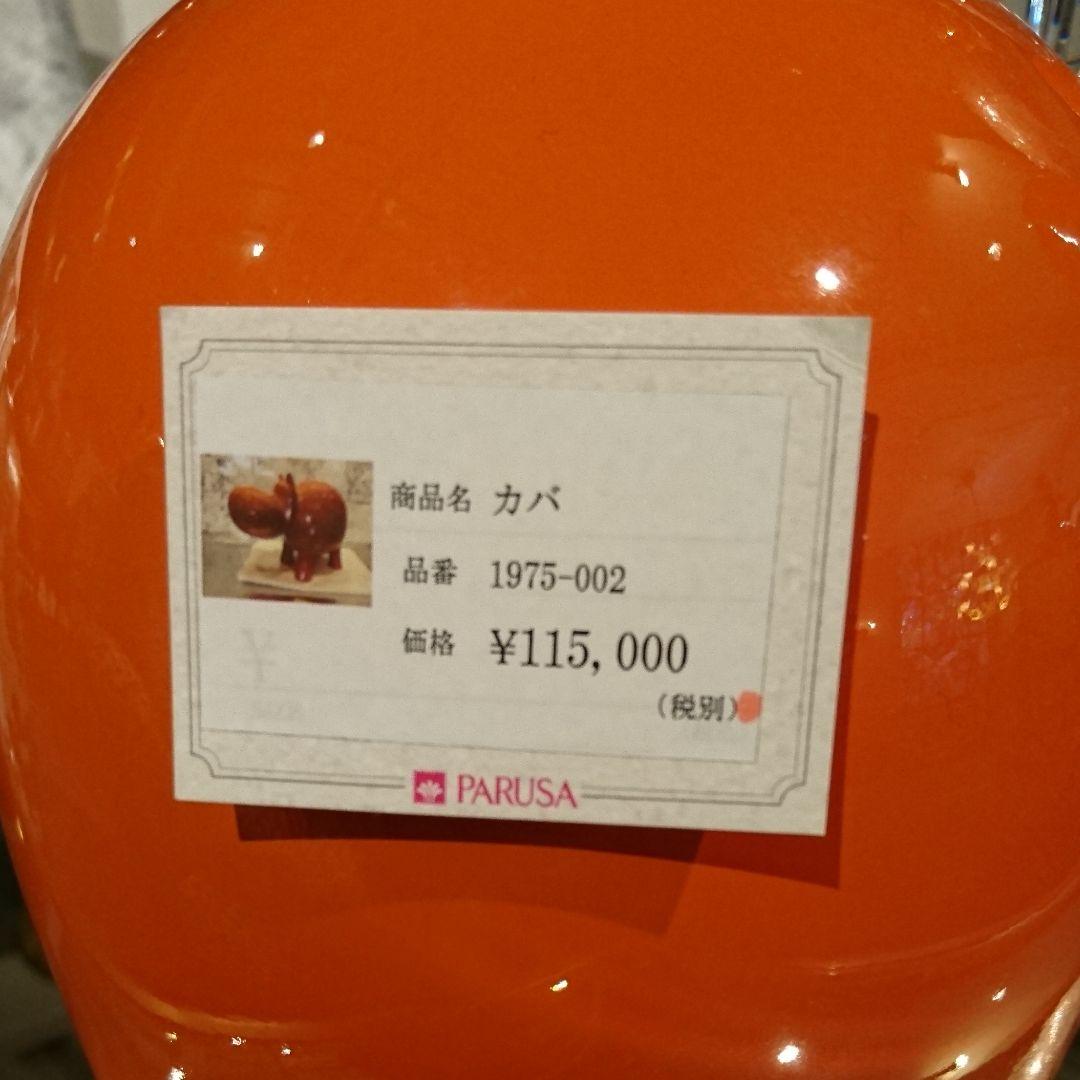 商品名 カバ
品番 1975-002
価格 ¥115,000
(税別)
PARUSA